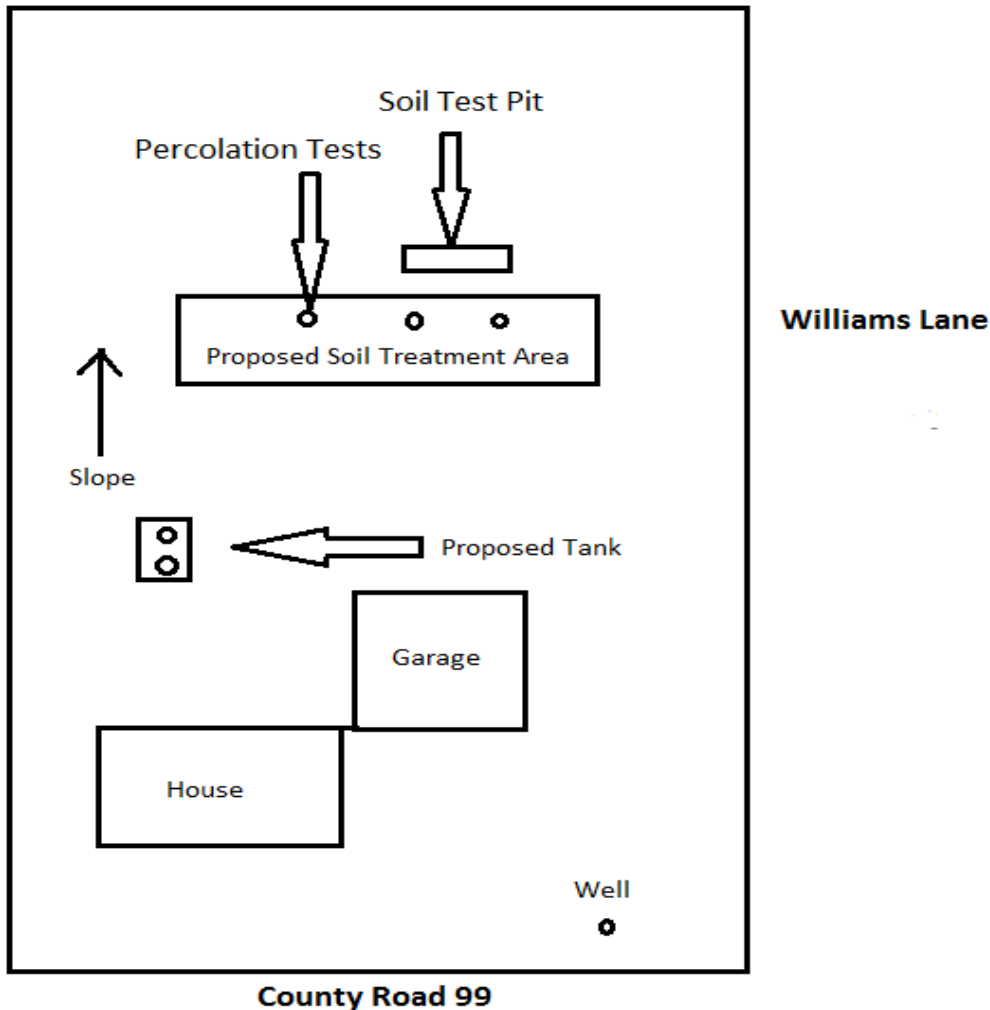 Soil Test Pit
Percolation Tests
Williams Lane
Proposed Soil Treatment Area
Slope
Proposed Tank
Garage
House
Well
County Road 99